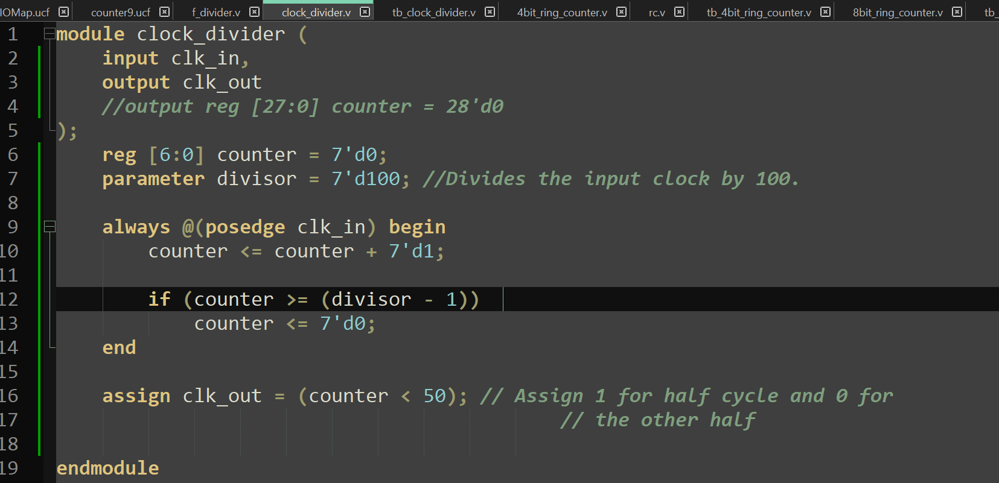 IOMap.ucf counter9.ucf f_divider.v clock_divider.v tb_clock_divider.v 4bit_ring_counter.v rc.v tb_4bit_ring_counter.v 8bit_ring_counter.v tb_
1 module clock_divider (
2 input clk_in,
3 output clk_out
4 //output reg [27:0] counter = 28'd0
5 );
6 reg [6:0] counter = 7'd0;
7 parameter divisor = 7'd100; //Divides the input clock by 100.
8
9 always @(posedge clk_in) begin
10 counter <= counter + 7'd1;
11
12 if (counter >= (divisor - 1))
13 counter <= 7'd0;
14 end
15
16 assign clk_out = (counter < 50); // Assign 1 for half cycle and 0 for
17 // the other half
18
19 endmodule